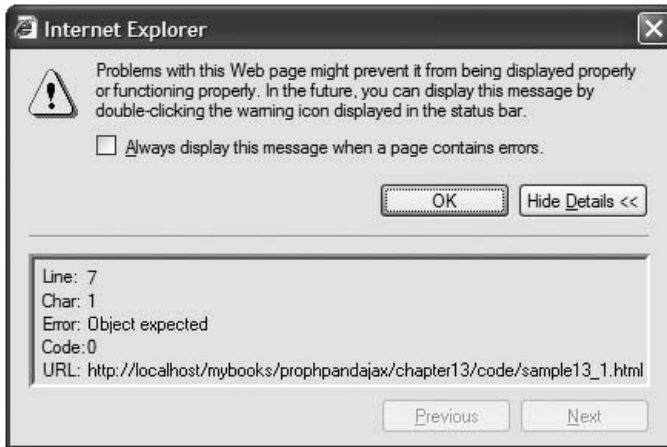 Internet Explorer
Problems with this Web page might prevent it from being displayed properly
or functioning properly. In the future, you can display this message by
double-clicking the warning icon displayed in the status bar.
Always display this message when a page contains errors.
OK
Hide Details <<
Line: 7
Char: 1
Error: Object expected
Code:0
URL: http://localhost/mybooks/prophpandajax/chapter13/code/sample13_1.html
Previous
Next